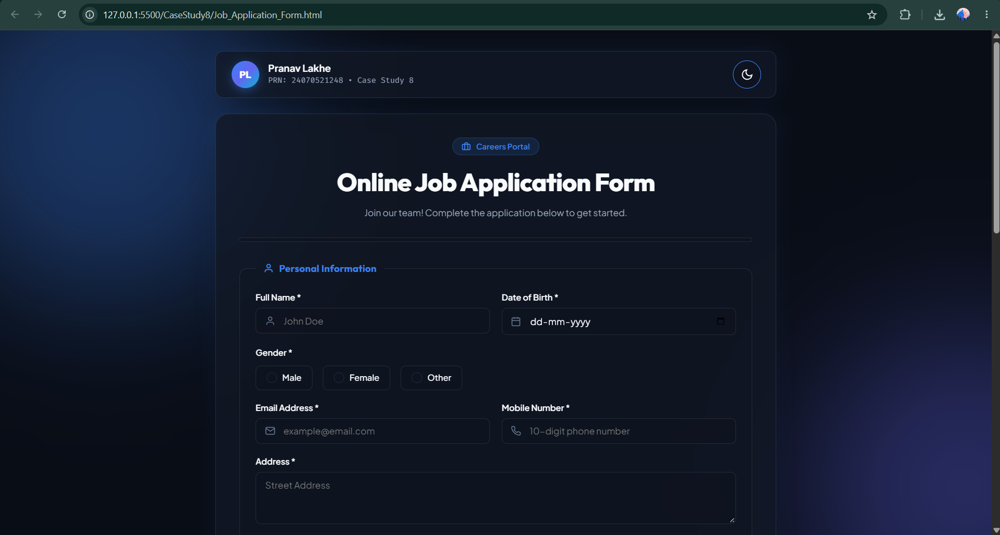 127.0.0.1:5500/CaseStudy8/Job_Application_Form.html
PL
Pranav Lakhe
PRN: 24070521248 • Case Study 8
Careers Portal
Online Job Application Form
Join our team! Complete the application below to get started.
Personal Information
Full Name *
Date of Birth *
John Doe
dd-mm-yyyy
Gender *
Male
Female
Other
Email Address *
Mobile Number *
example@email.com
10-digit phone number
Address *
Street Address